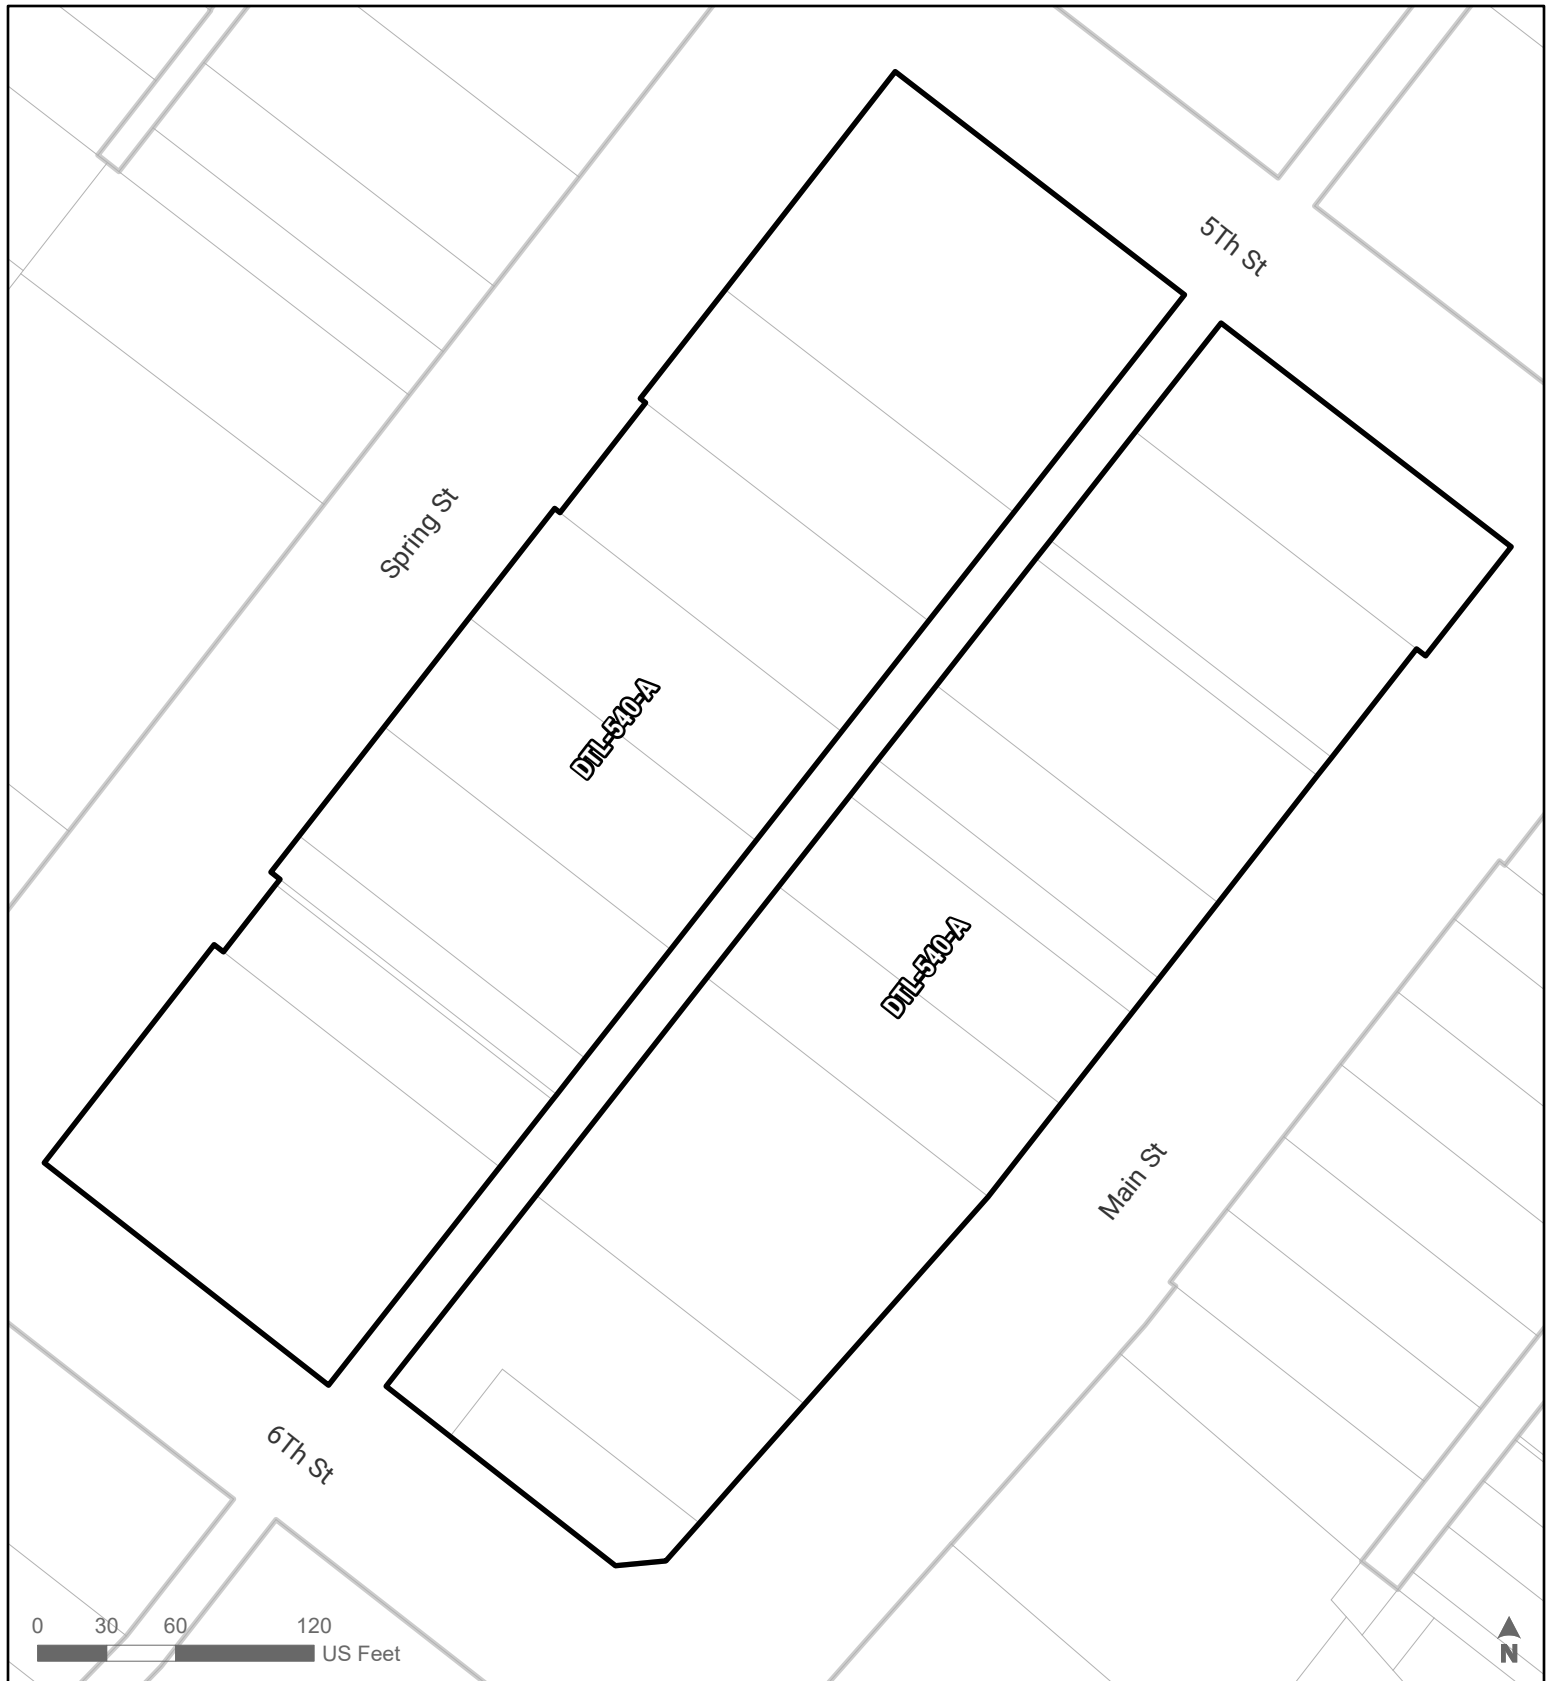 5Th St
Spring St
DTL-540-A
DTL-540-A
Main St
6Th St
0 30 60 120
US Feet
N